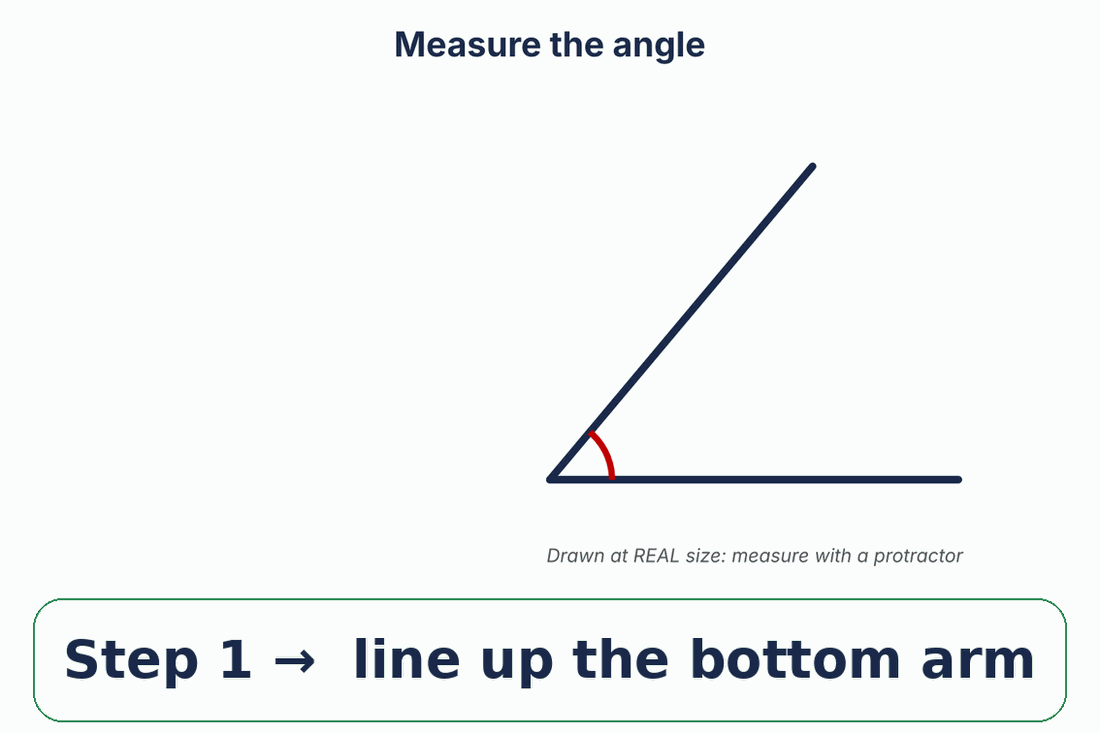 Measure the angle
Drawn at REAL size: measure with a protractor
Step 1 → line up the bottom arm